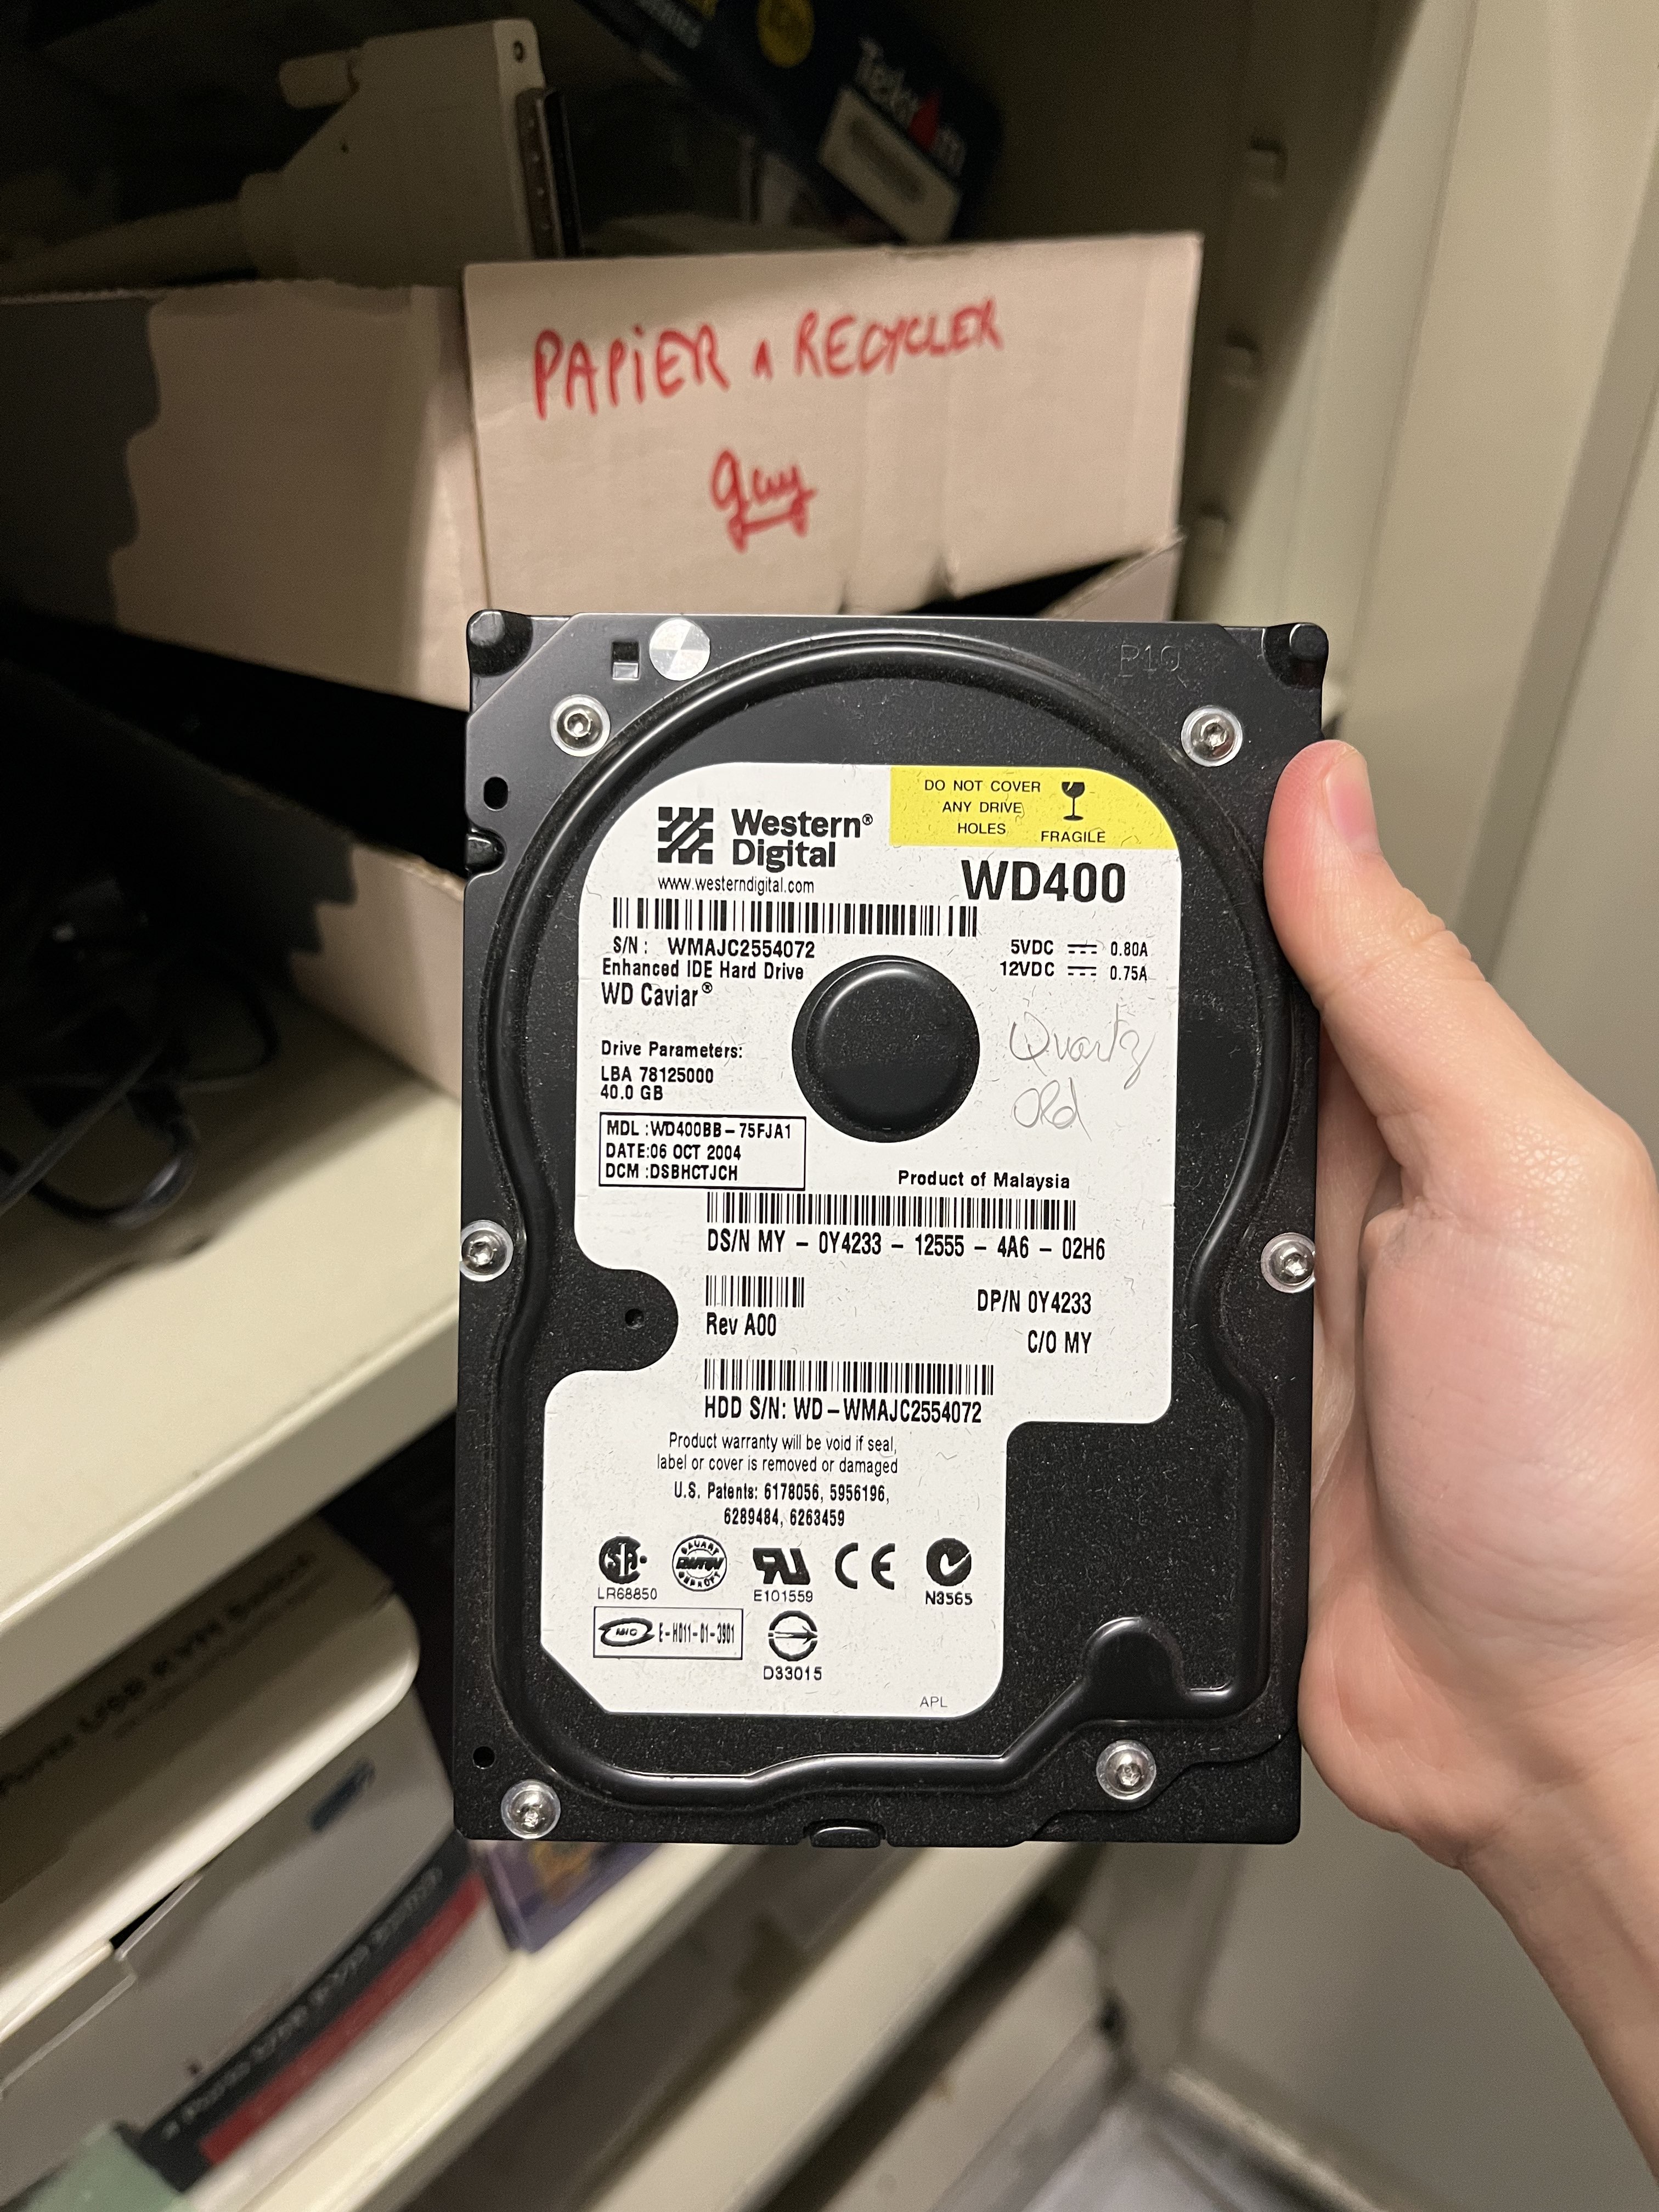 PAPIER A RECYCLER
guy
P10
DO NOT COVER
ANY DRIVE
HOLES
FRAGILE
Western®
Digital
www.westerndigital.com
WD400
S/N: WMAJC2554072
Enhanced IDE Hard Drive
WD Caviar®
5VDC 0.80A
12VDC 0.75A
Quartz
Old
Drive Parameters:
LBA 78125000
40.0 GB
MDL :WD400BB-75FJA1
DATE:06 OCT 2004
DCM :DSBHCTJCH
Product of Malaysia
DS/N MY - 0Y4233 - 12555 - 4A6 - 02H6
DP/N 0Y4233
Rev A00
C/O MY
HDD S/N: WD-WMAJC2554072
Product warranty will be void if seal,
label or cover is removed or damaged
U.S. Patents: 6178056, 5956196,
6289484, 6263459
LR68850
E101559
CE
N3565
MIC E-H011-01-3901
D33015
APL